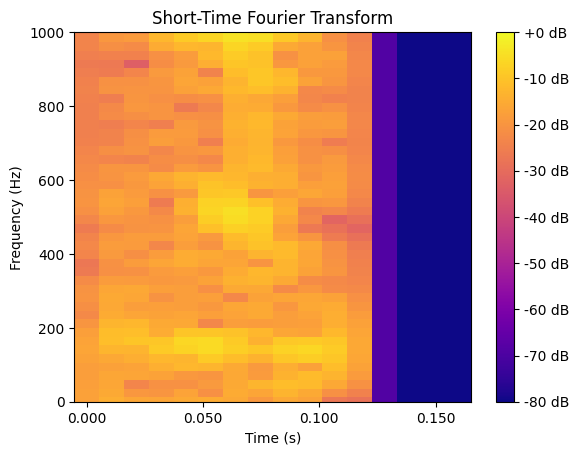 Short-Time Fourier Transform
1000
800
600
400
200
0
Frequency (Hz)
0.000
0.050
0.100
0.150
Time (s)
+0 dB
-10 dB
-20 dB
-30 dB
-40 dB
-50 dB
-60 dB
-70 dB
-80 dB